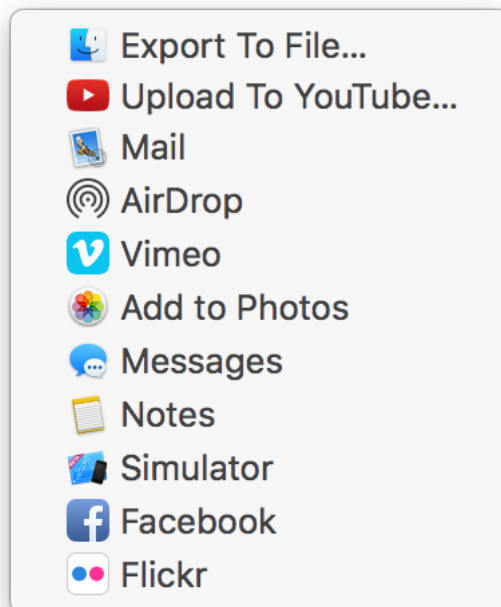 Export To File...
Upload To YouTube...
Mail
AirDrop
Vimeo
Add to Photos
Messages
Notes
Simulator
Facebook
Flickr